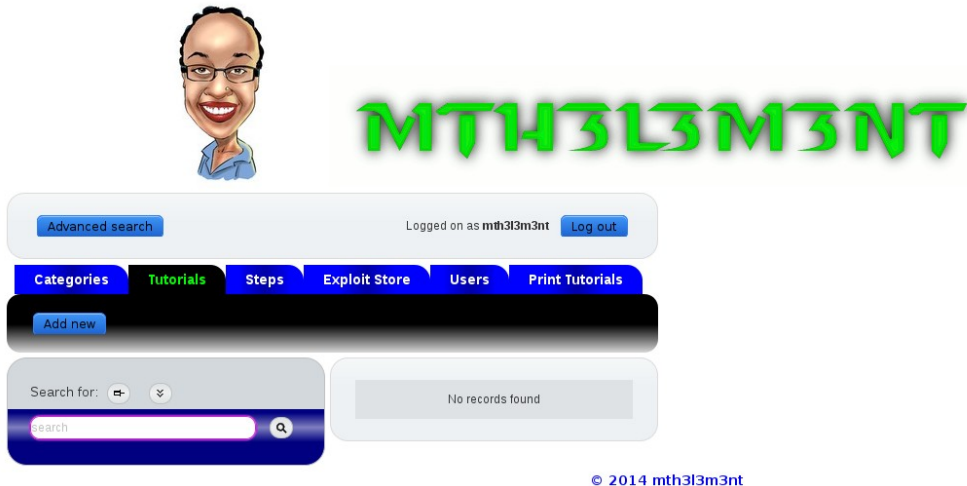 MTH3L3M3NT
Advanced search
Logged on as mth3l3m3nt
Log out
Categories
Tutorials
Steps
Exploit Store
Users
Print Tutorials
Add new
Search for:
search
No records found
© 2014 mth3l3m3nt